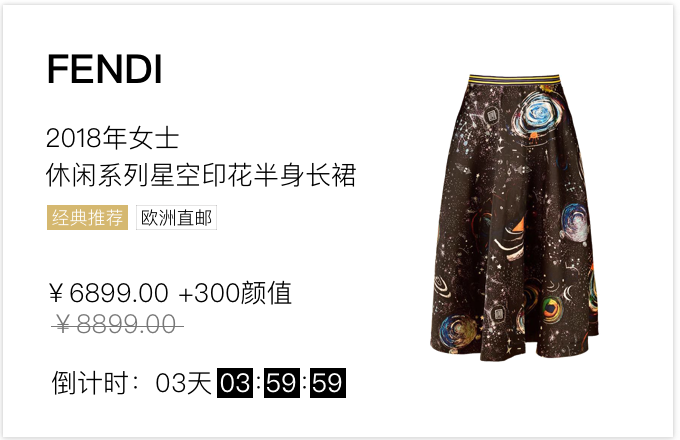 FENDI
2018年女士
休闲系列星空印花半身长裙
经典推荐 欧洲直邮
￥6899.00 +300颜值
￥8899.00
倒计时：03天 03:59:59